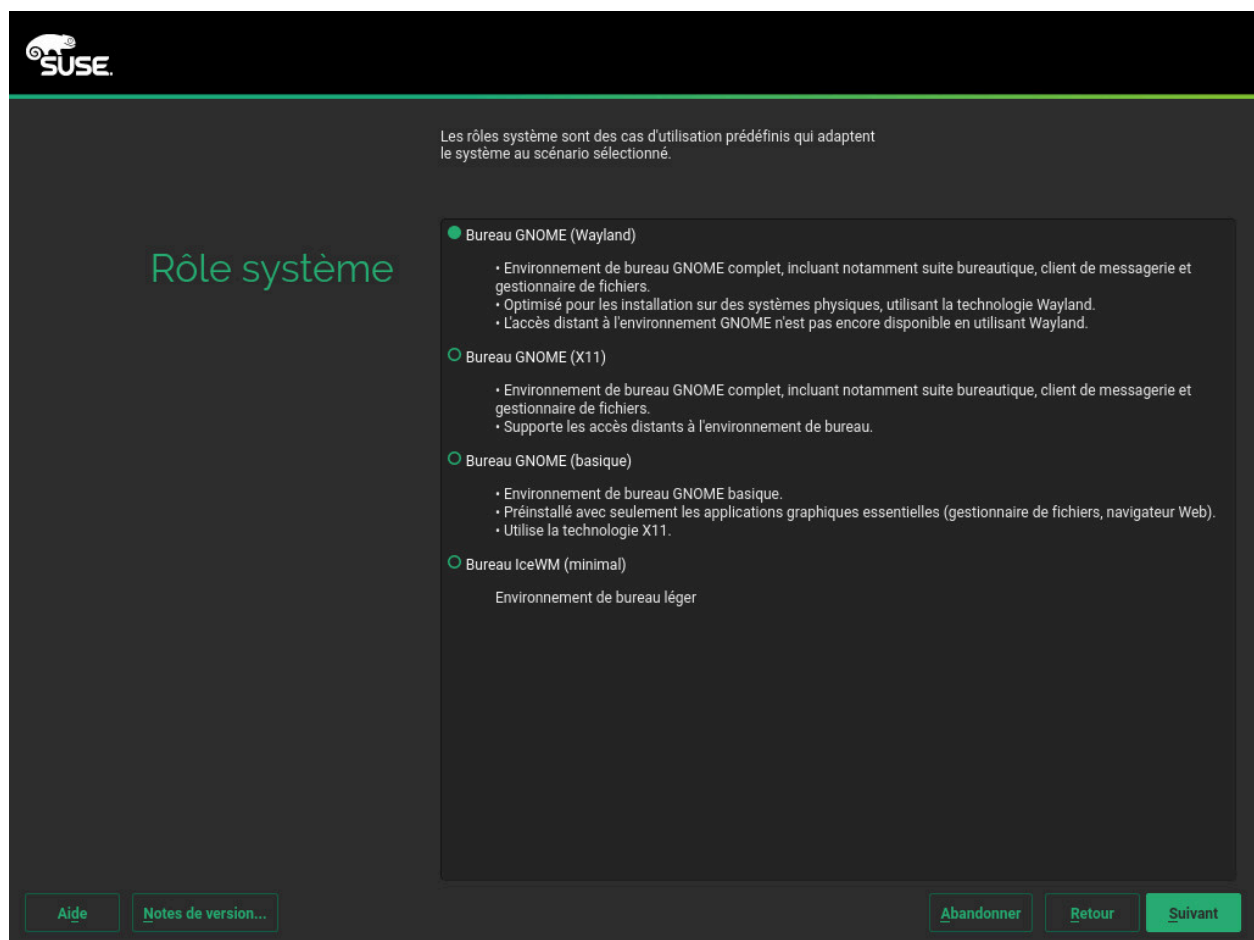 SUSE.
Les rôles système sont des cas d'utilisation prédéfinis qui adaptent
le système au scénario sélectionné.
Rôle système
Bureau GNOME (Wayland)
• Environnement de bureau GNOME complet, incluant notamment suite bureautique, client de messagerie et
gestionnaire de fichiers.
• Optimisé pour les installation sur des systèmes physiques, utilisant la technologie Wayland.
• L'accès distant à l'environnement GNOME n'est pas encore disponible en utilisant Wayland.
Bureau GNOME (X11)
• Environnement de bureau GNOME complet, incluant notamment suite bureautique, client de messagerie et
gestionnaire de fichiers.
• Supporte les accès distants à l'environnement de bureau.
Bureau GNOME (basique)
• Environnement de bureau GNOME basique.
• Préinstallé avec seulement les applications graphiques essentielles (gestionnaire de fichiers, navigateur Web).
• Utilise la technologie X11.
Bureau IceWM (minimal)
Environnement de bureau léger
Aide
Notes de version...
Abandonner
Retour
Suivant